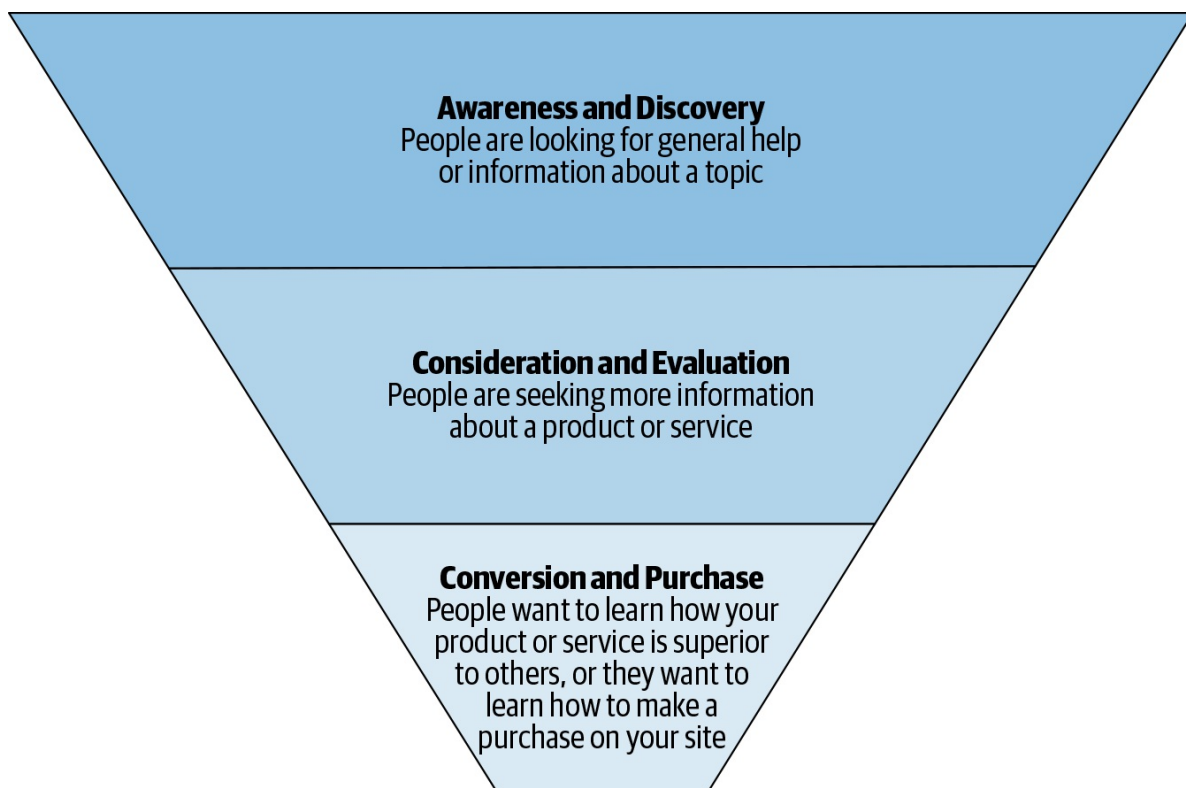 Awareness and Discovery
People are looking for general help
or information about a topic
Consideration and Evaluation
People are seeking more information
about a product or service
Conversion and Purchase
People want to learn how your
product or service is superior
to others, or they want to
learn how to make a
purchase on your site